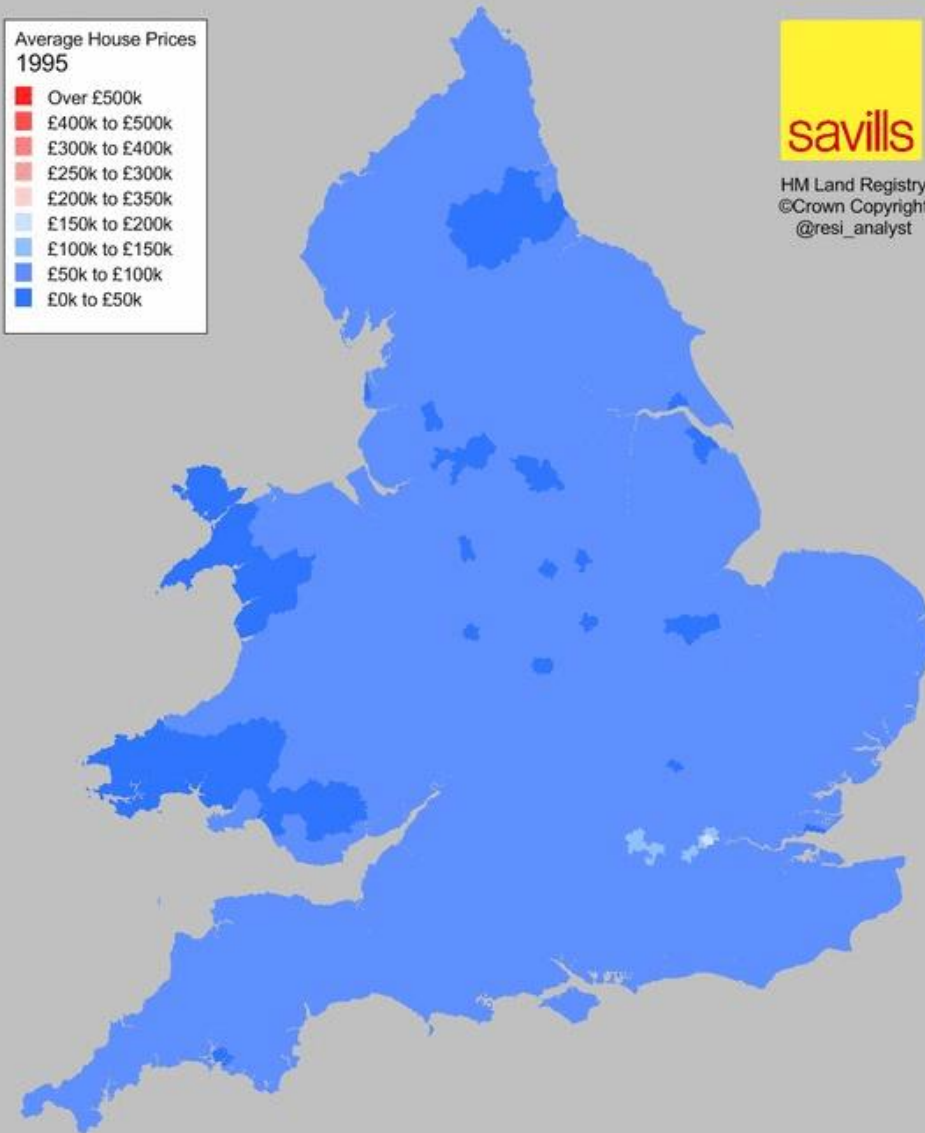 Average House Prices
1995
Over £500k
£400k to £500k
£300k to £400k
£250k to £300k
£200k to £350k
£150k to £200k
£100k to £150k
£50k to £100k
£0k to £50k
savills
HM Land Registry
©Crown Copyright
@resi_analyst